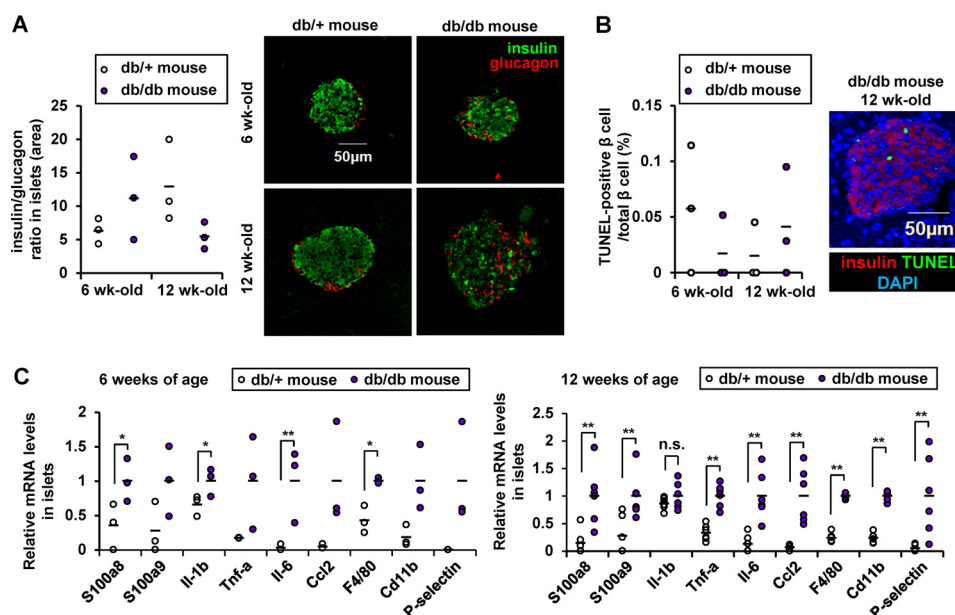 A
db/+ mouse
db/db mouse
insulin/glucagon
ratio in islets (area)
25
20
15
10
5
0
6 wk-old
12 wk-old
db/+ mouse
db/db mouse
insulin
glucagon
6 wk-old
50µm
12 wk-old
B
db/+ mouse
db/db mouse
TUNEL-positive β cell
/total β cell (%)
0.15
0.1
0.05
0
6 wk-old
12 wk-old
db/db mouse
12 wk-old
50µm
insulin TUNEL
DAPI
C
6 weeks of age
db/+ mouse
db/db mouse
Relative mRNA levels
in islets
2
1.5
1
0.5
0
*
*
**
*
S100a8
S100a9
Il-1b
Tnf-a
Il-6
Ccl2
F4/80
Cd11b
P-selectin
12 weeks of age
db/+ mouse
db/db mouse
Relative mRNA levels
in islets
2.5
2
1.5
1
0.5
0
**
**
n.s.
**
**
**
**
**
**
S100a8
S100a9
Il-1b
Tnf-a
Il-6
Ccl2
F4/80
Cd11b
P-selectin